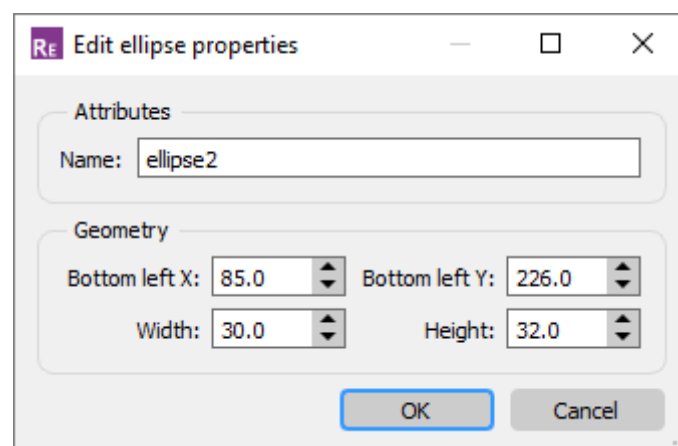 RE Edit ellipse properties
Attributes
Name: ellipse2
Geometry
Bottom left X: 85.0 Bottom left Y: 226.0
Width: 30.0 Height: 32.0
OK Cancel